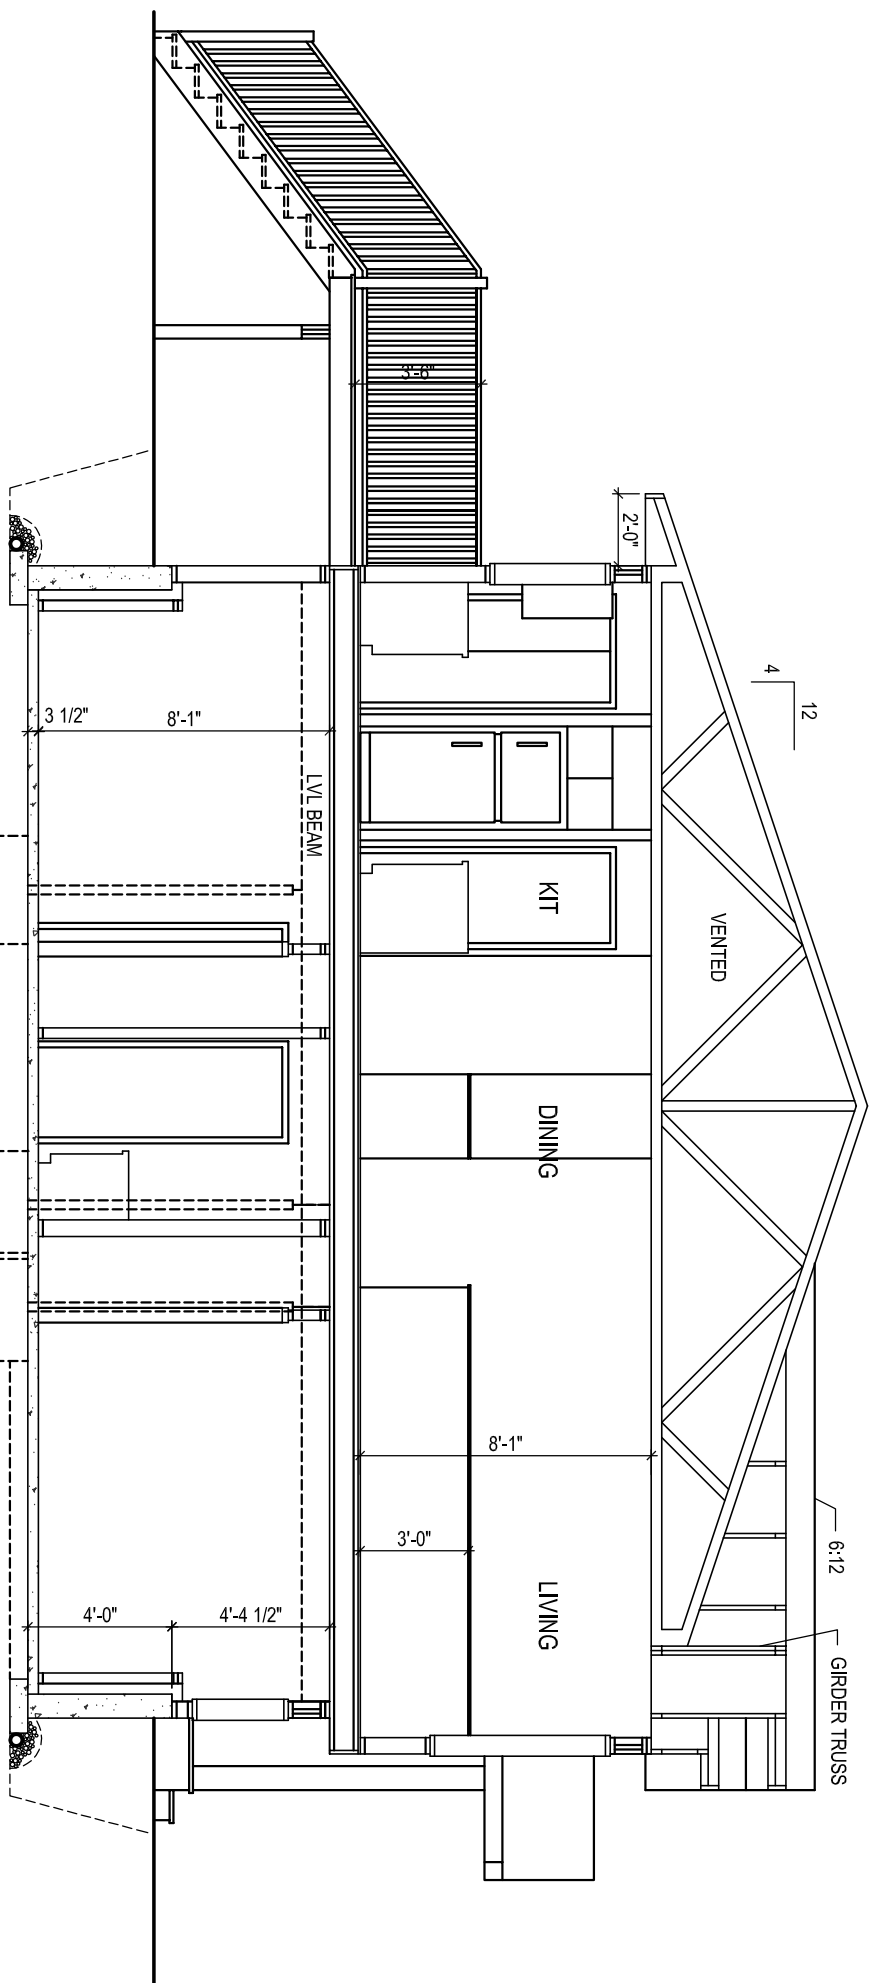 3'-6"
2'-0"
4
12
3 1/2"
8'-1"
LVL BEAM
KIT
VENTED
DINING
8'-1"
3'-0"
6:12
LIVING
4'-0"
4'-4 1/2"
GIRDER TRUSS